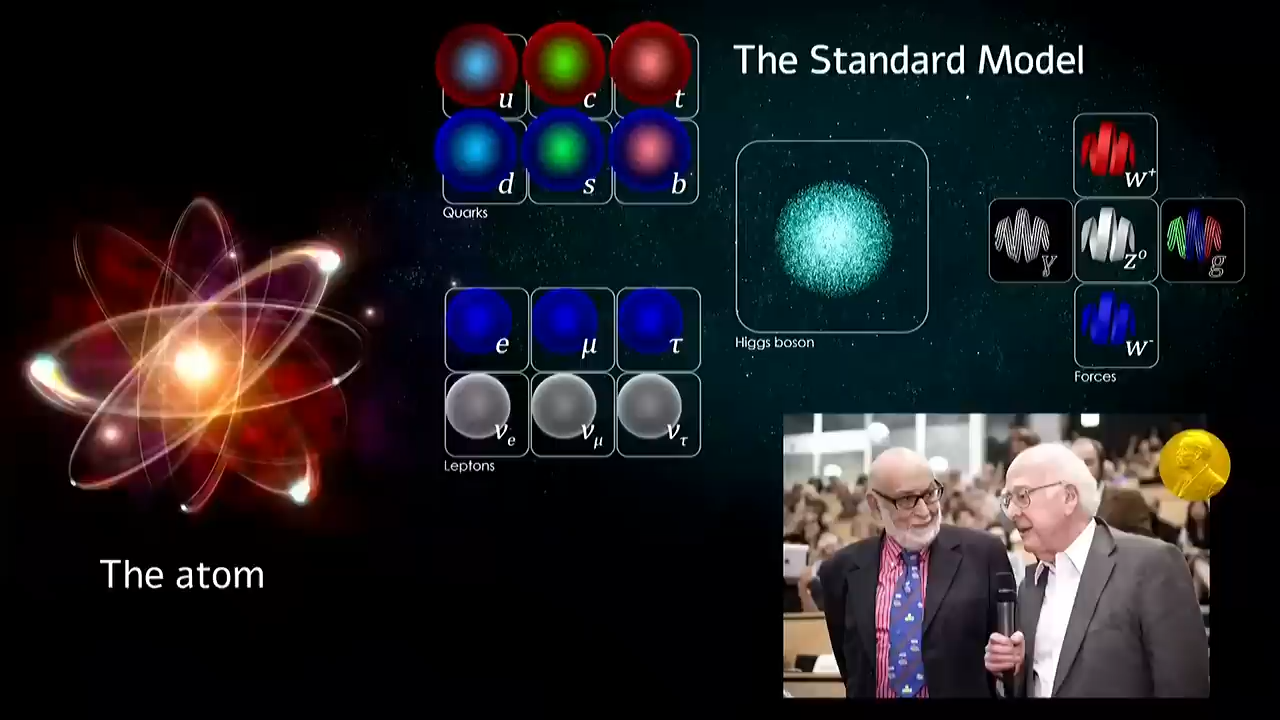 The Standard Model
u c t
d s b
Quarks
e μ τ
νe νμ ντ
Leptons
Higgs boson
W+
γ Z0 g
W-
Forces
The atom